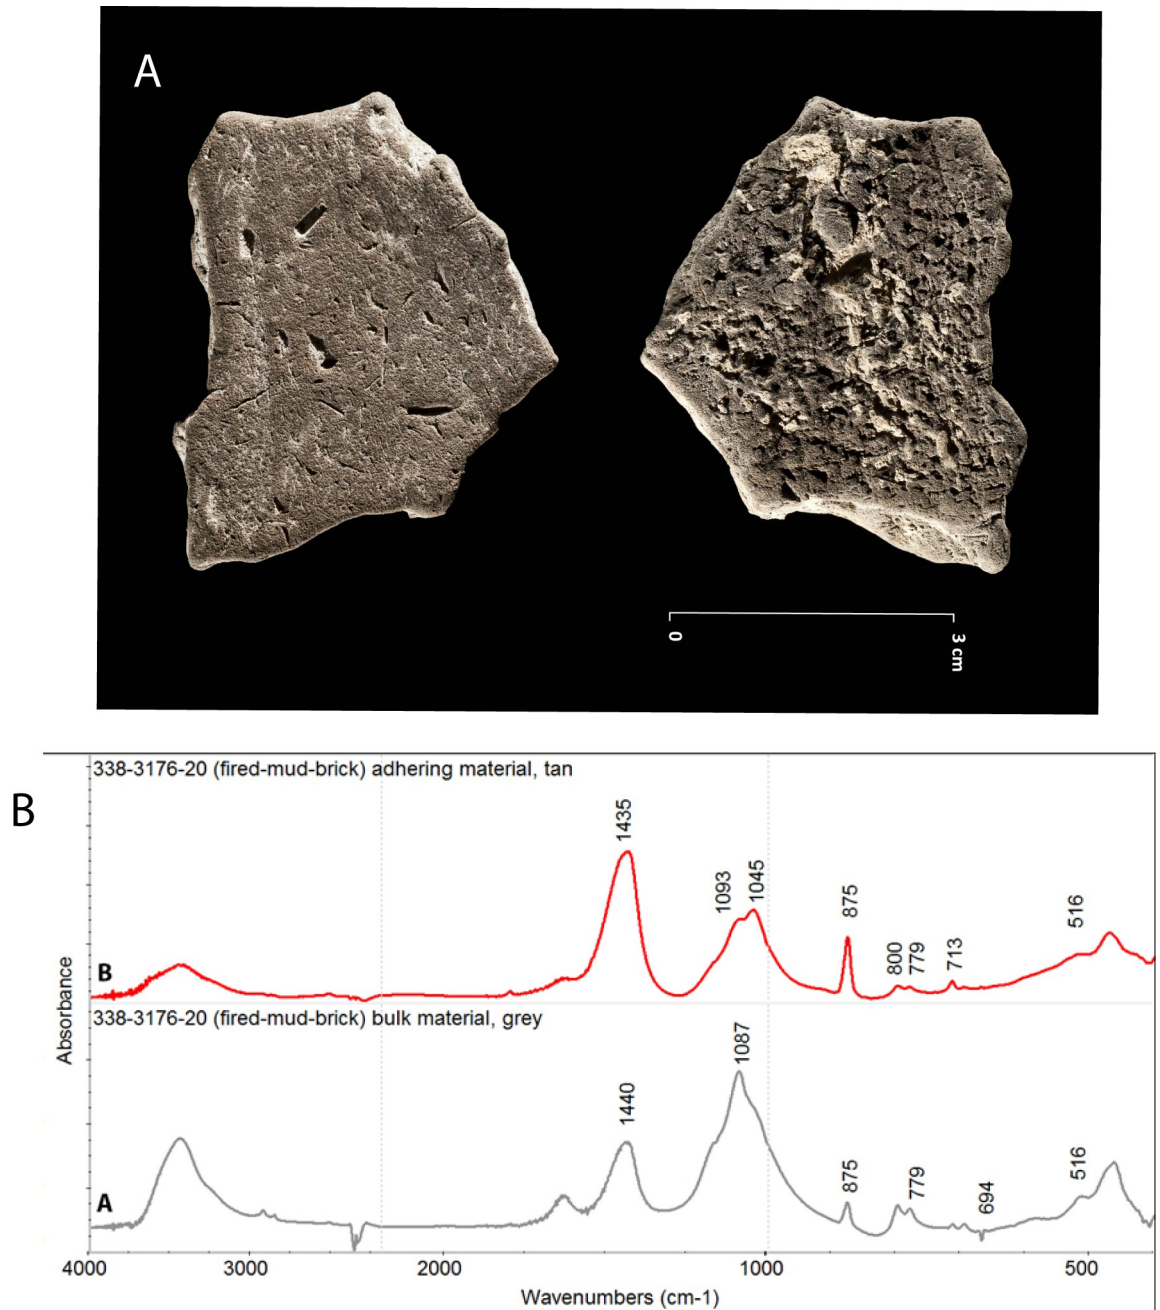 A
0
3 cm
B
338-3176-20 (fired-mud-brick) adhering material, tan
1435
1093
1045
875
800
779
713
516
B
338-3176-20 (fired-mud-brick) bulk material, grey
1440
1087
875
779
694
516
A
Absorbance
4000 3000 2000 1000 500
Wavenumbers (cm-1)